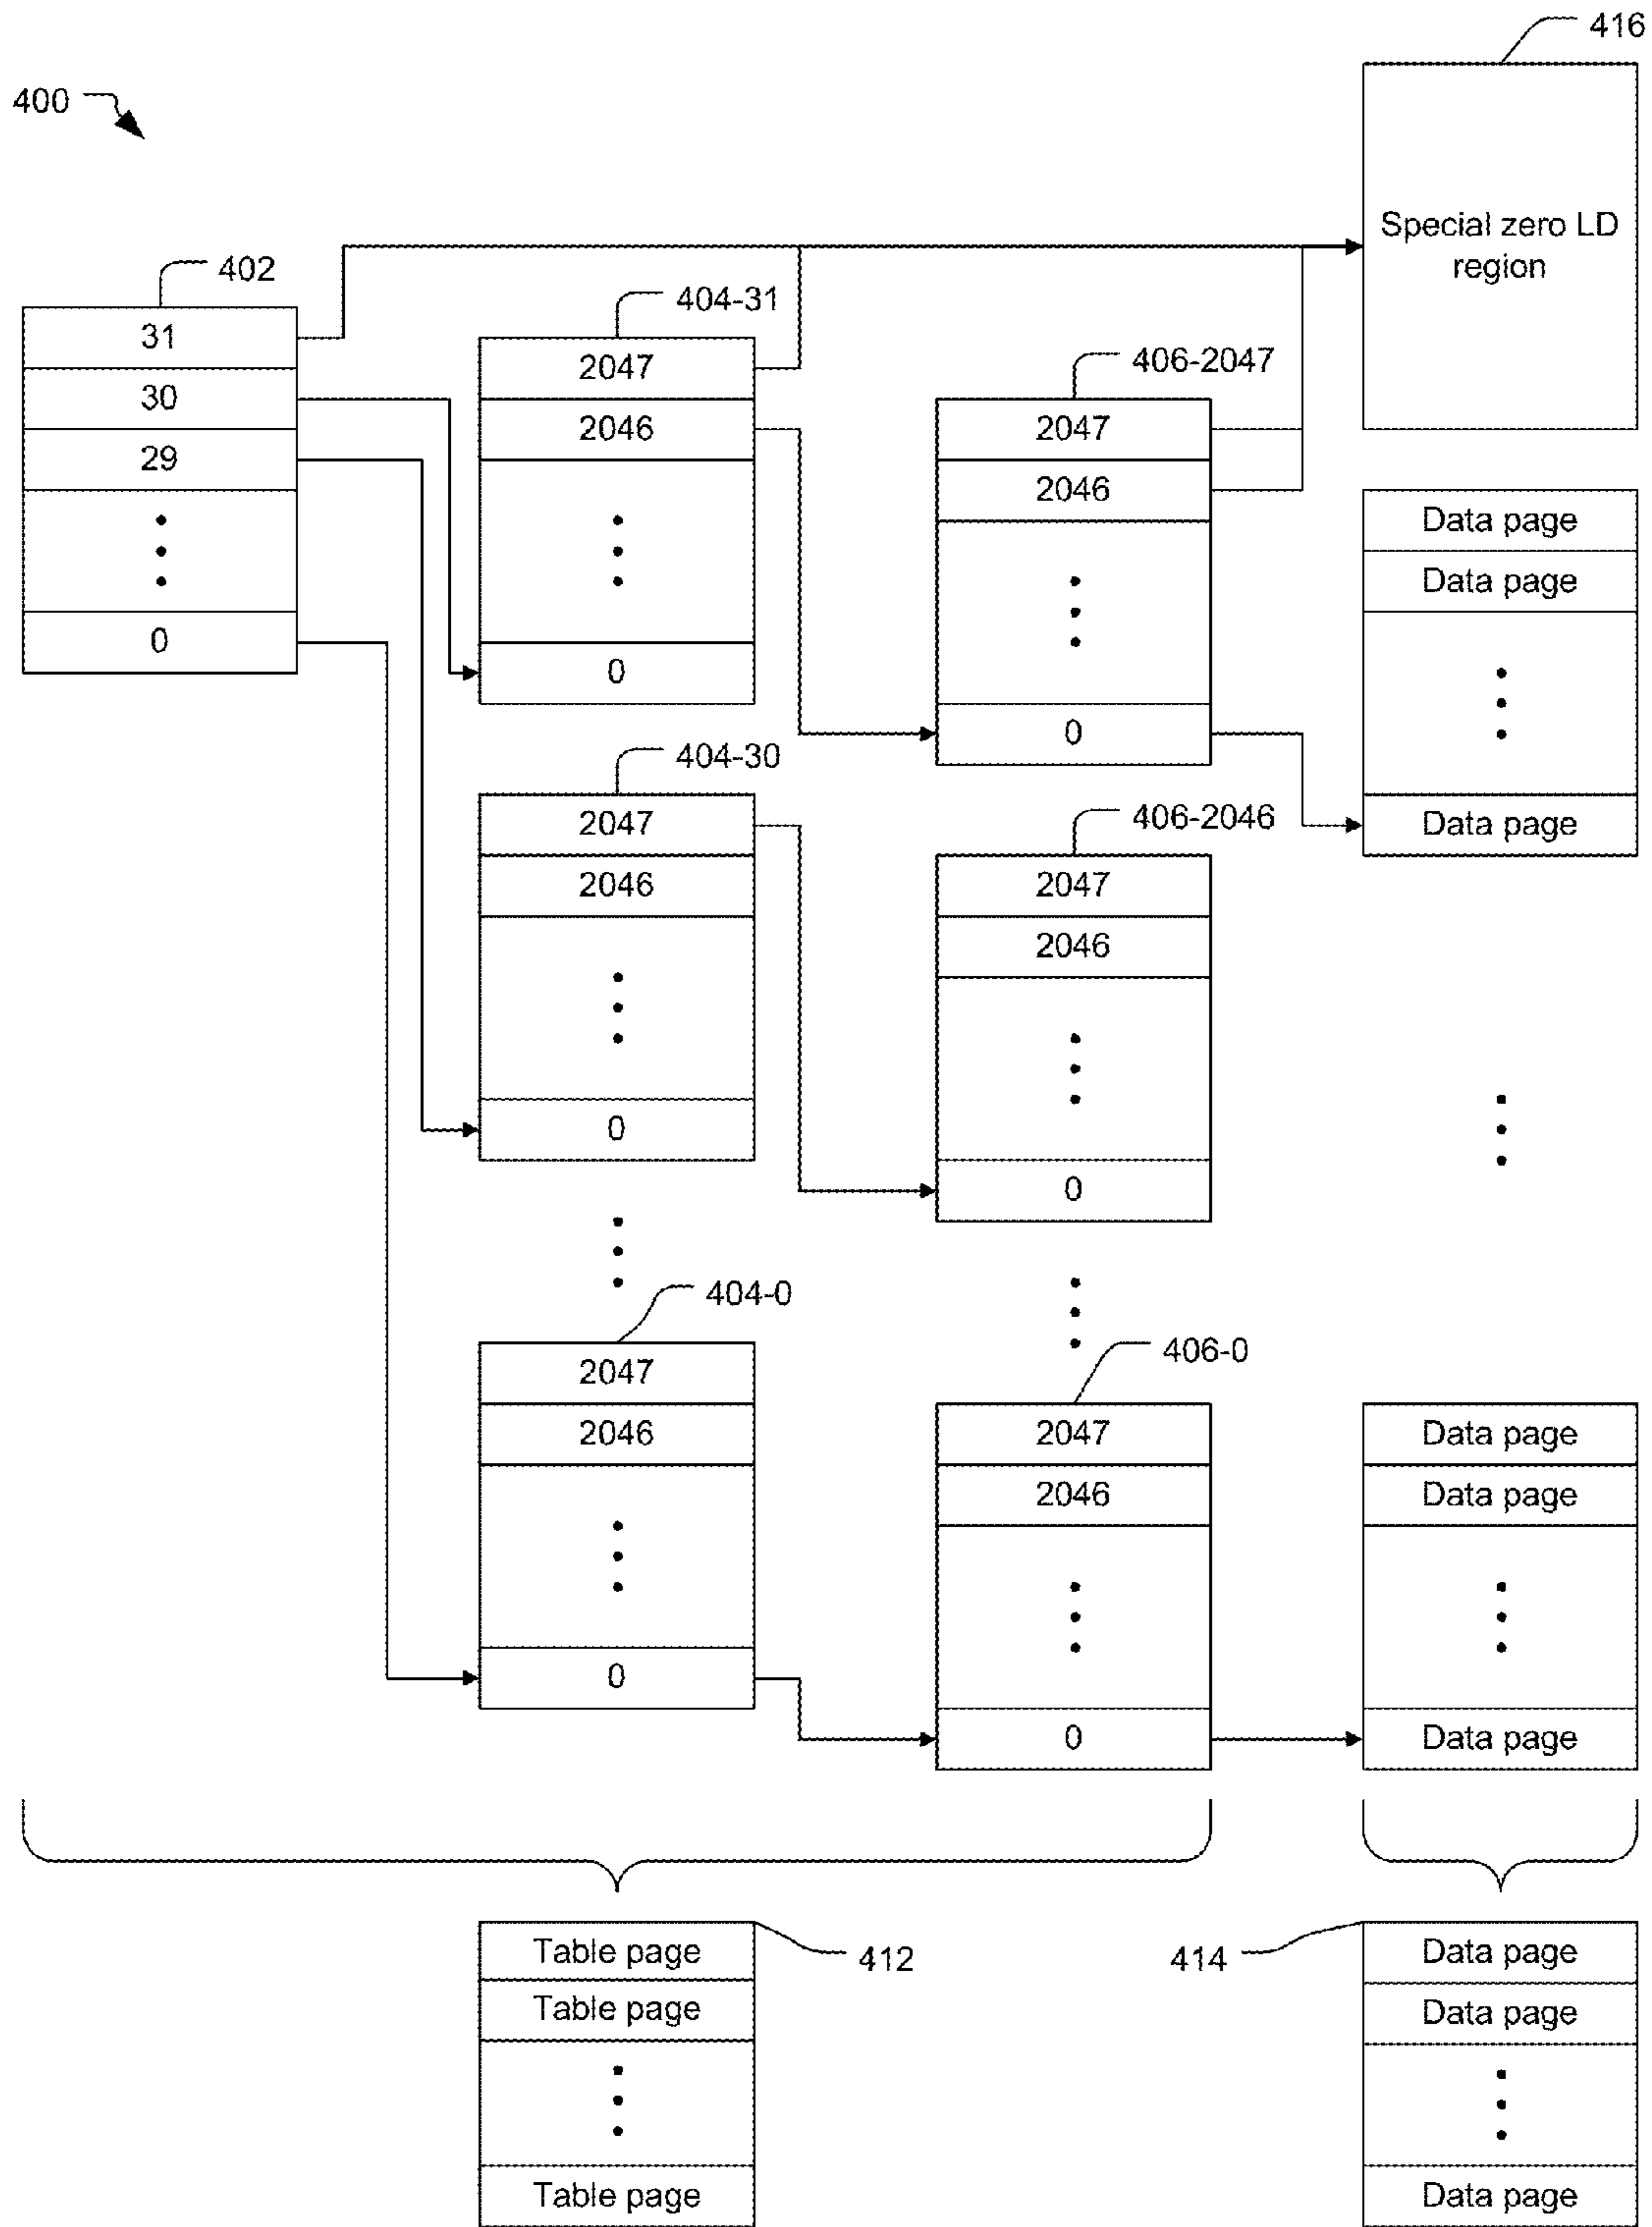 416
400
Special zero LD
region
402
31
30
29
0
404-31
2047
2046
0
406-2047
2047
2046
0
Data page
Data page
Data page
404-30
2047
2046
0
406-2046
2047
2046
0
404-0
2047
2046
0
406-0
2047
2046
0
Data page
Data page
Data page
Table page
Table page
Table page
412
414
Data page
Data page
Data page